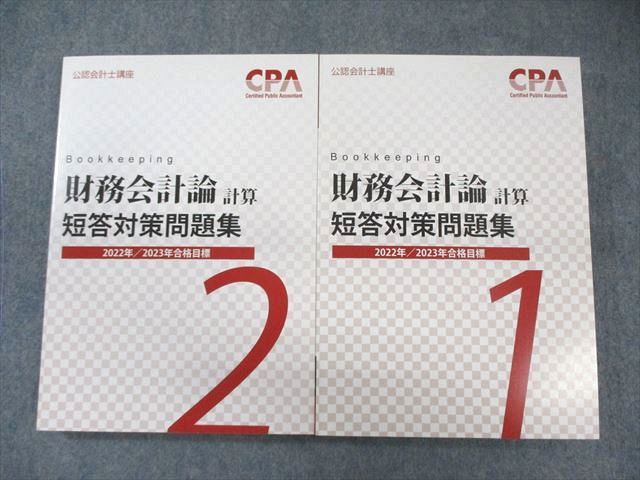 公認会計士講座
CPA
Certified Public Accountant
Bookkeeping
財務会計論 計算
短答対策問題集
2022年／2023年合格目標
2
公認会計士講座
CPA
Certified Public Accountant
Bookkeeping
財務会計論 計算
短答対策問題集
2022年／2023年合格目標
1